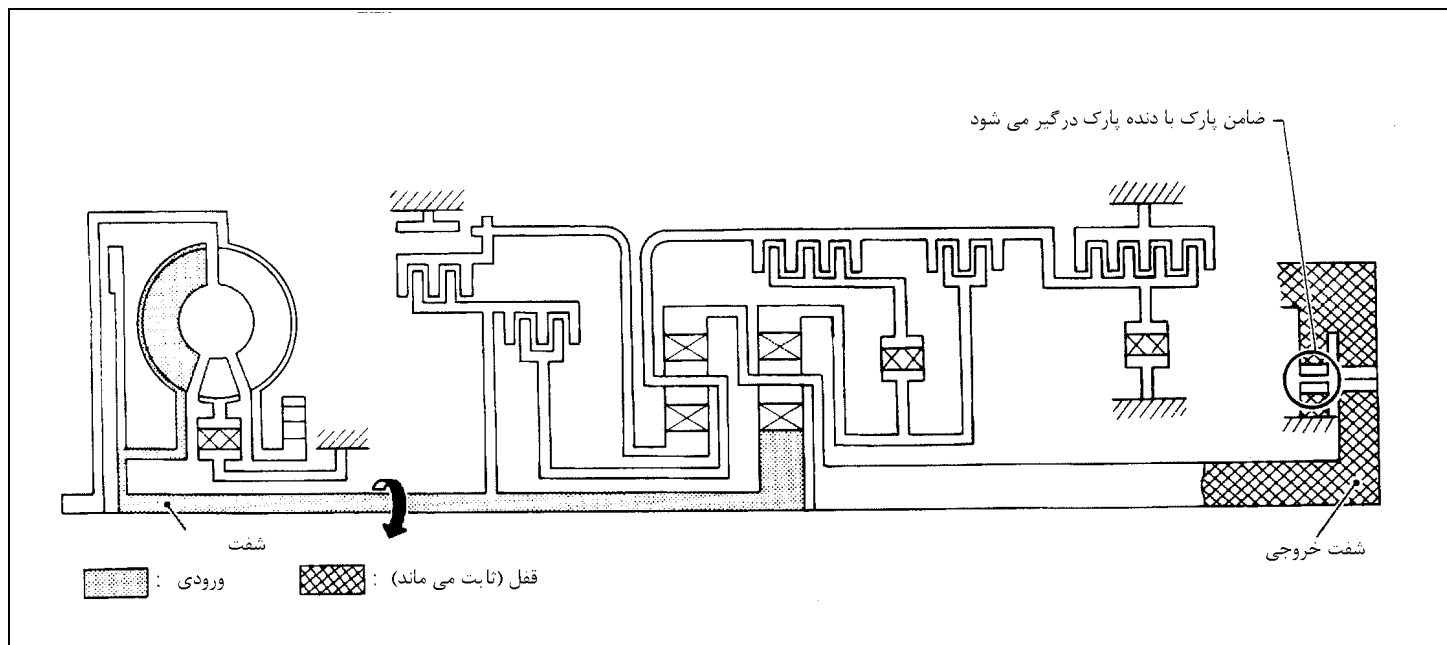 ضامن پارک با دنده پارک درگیر می شود
شفت
شفت خروجی
ورودی :
قفل (ثابت می ماند) :